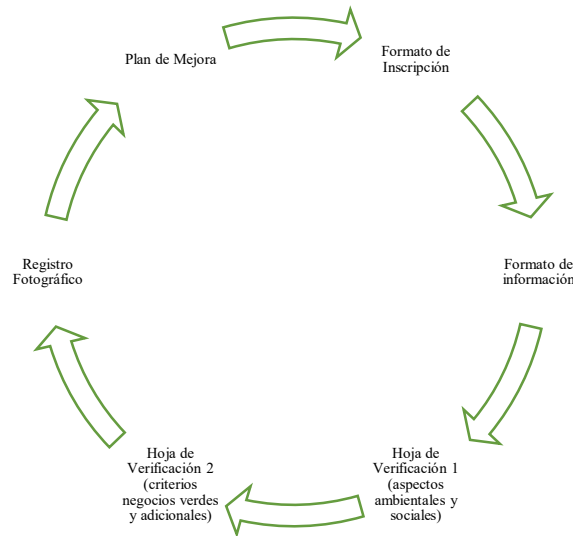 Plan de Mejora
Formato de
Inscripción
Formato de
información
Hoja de
Verificación 1
(aspectos
ambientales y
sociales)
Hoja de
Verificación 2
(criterios
negocios verdes
y adicionales)
Registro
Fotográfico